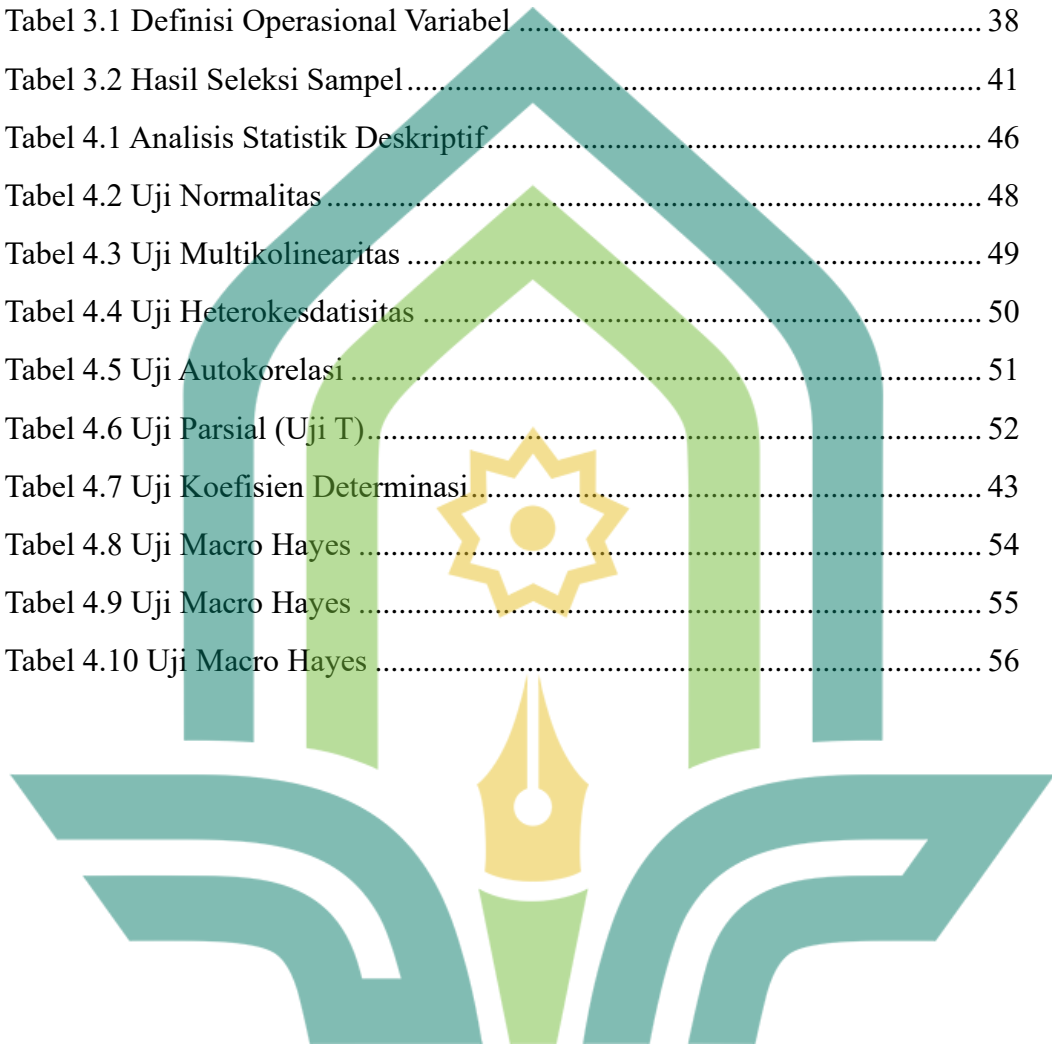 Tabel 3.1 Definisi Operasional Variabel .......................................................... 38
Tabel 3.2 Hasil Seleksi Sampel ........................................................................ 41
Tabel 4.1 Analisis Statistik Deskriptif.............................................................. 46
Tabel 4.2 Uji Normalitas .................................................................................. 48
Tabel 4.3 Uji Multikolinearitas ........................................................................ 49
Tabel 4.4 Uji Heterokesdatisitas ...................................................................... 50
Tabel 4.5 Uji Autokorelasi ............................................................................... 51
Tabel 4.6 Uji Parsial (Uji T)............................................................................. 52
Tabel 4.7 Uji Koefisien Determinasi................................................................ 43
Tabel 4.8 Uji Macro Hayes .............................................................................. 54
Tabel 4.9 Uji Macro Hayes .............................................................................. 55
Tabel 4.10 Uji Macro Hayes ............................................................................ 56